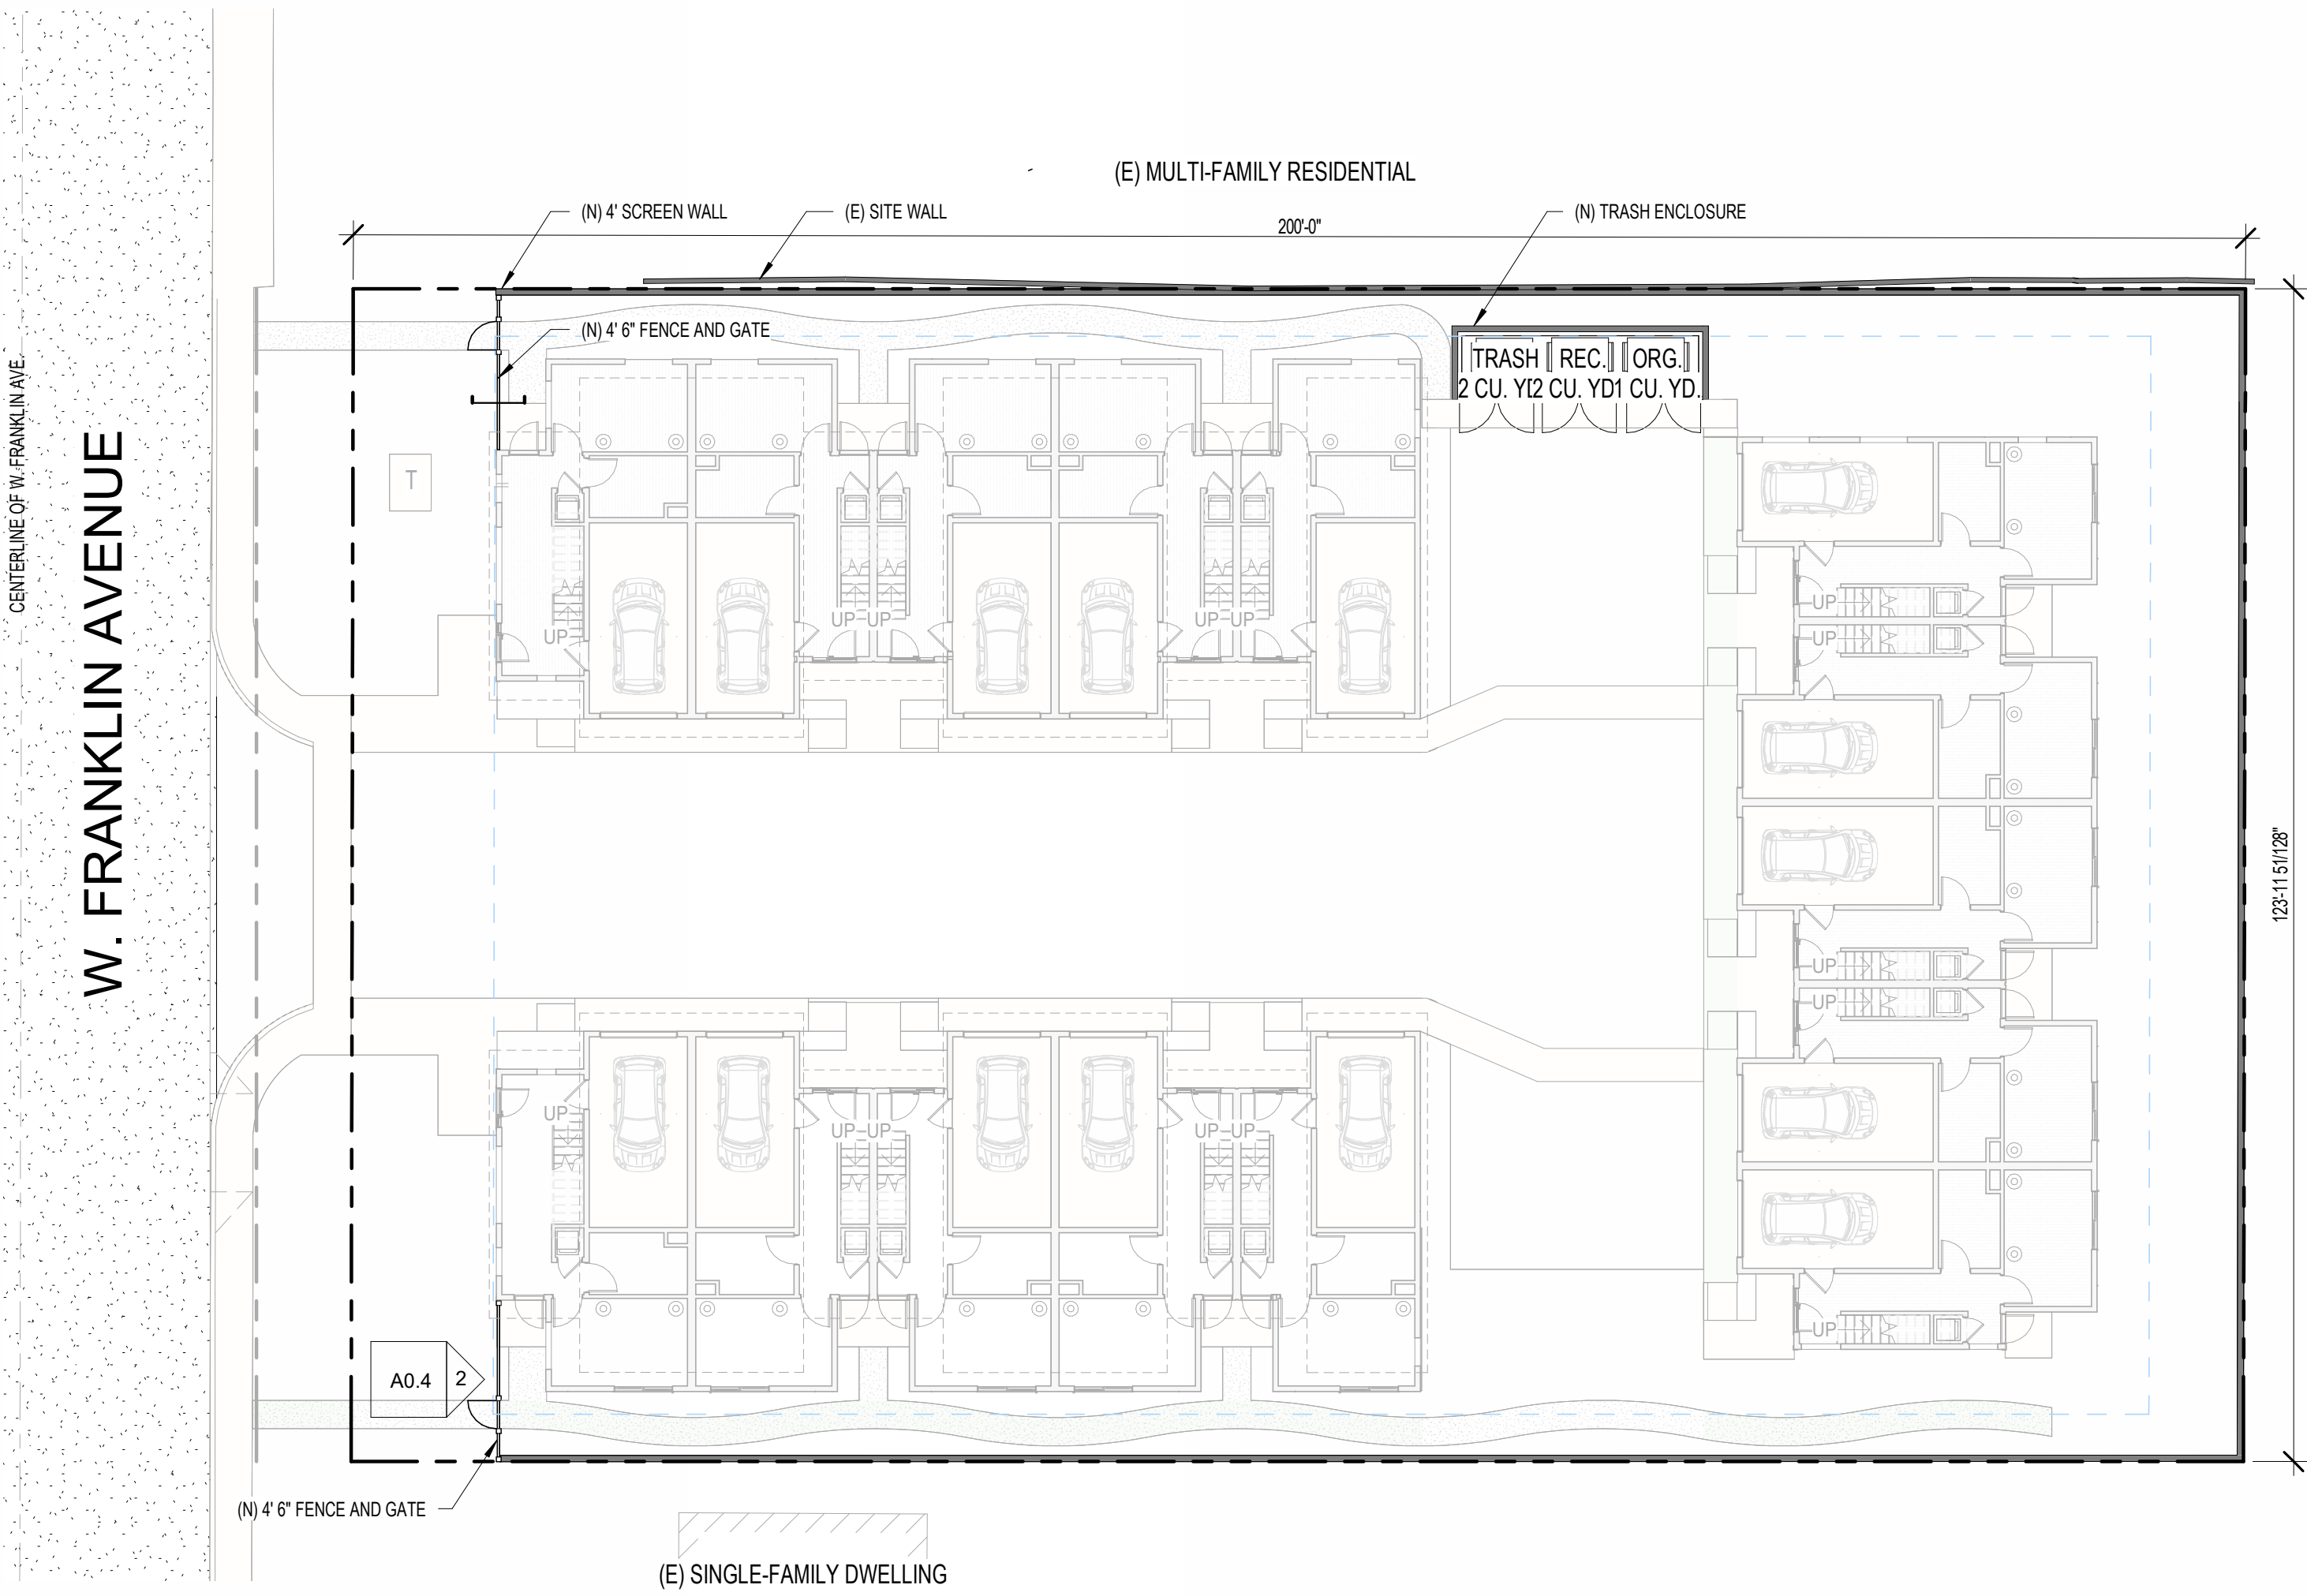 (E) MULTI-FAMILY RESIDENTIAL
(N) 4' SCREEN WALL
(E) SITE WALL
(N) TRASH ENCLOSURE
200'-0"
(N) 4' 6" FENCE AND GATE
TRASH
2 CU. YD
REC.
2 CU. YD
ORG.
1 CU. YD.
CENTERLINE OF W. FRANKLIN AVE.
W. FRANKLIN AVENUE
T
UP
UP UP
UP UP
UP
UP
UP
UP
UP
123'-11 51/128"
UP
UP UP
UP UP
A0.4
2
(N) 4' 6" FENCE AND GATE
(E) SINGLE-FAMILY DWELLING